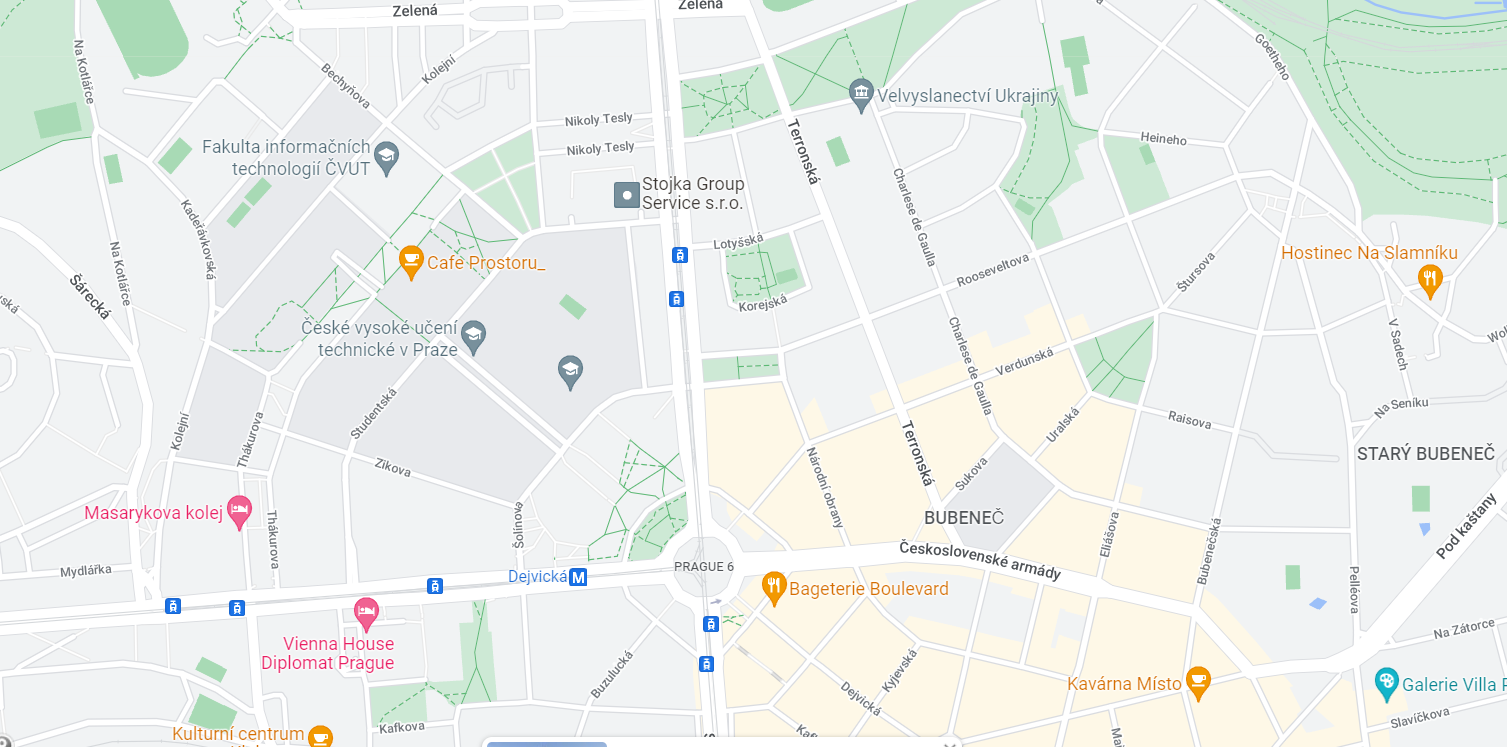 Zelená
Zelená
Na Kotlářce
Bechyňova
Kolejní
Goetheho
Velvyslanectví Ukrajiny
Nikoly Tesly
Nikoly Tesly
Terronská
Heineho
Fakulta informačních
technologií ČVUT
Stojka Group
Service s.r.o.
Charlese de Gaulla
Kadeřávkovská
Na Kotlářce
Lotyšská
Cafe Prostoru_
Rooseveltova
Štursova
Hostinec Na Slamníku
Šárecká
Korejská
České vysoké učení
technické v Praze
Charlese de Gaulla
V Sadech
Verdunská
Studentská
Kolejní
Thákurova
Uralská
Raisova
Na Seníku
Terronská
STARÝ BUBENEČ
Zikova
Národní obrany
Sukova
Masarykova kolej
Thákurova
Šolínova
BUBENEČ
Eliášova
Bubenečská
Pod kaštany
Československé armády
Mydlářka
Dejvická
M
PRAGUE 6
Bageterie Boulevard
Pelléova
Vienna House
Diplomat Prague
Na Zátorce
Buzulucká
Kyjevská
Dejvická
Kavárna Místo
Galerie Villa
Slavíčkova
Kafkova
Kulturní centrum